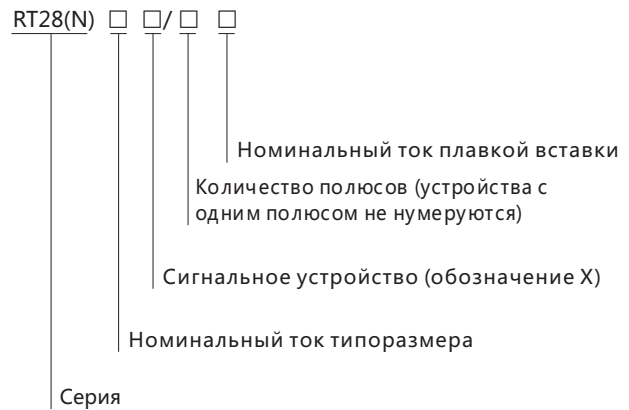 RT28(N) □ □/□ □
Номинальный ток плавкой вставки
Количество полюсов (устройства с
одним полюсом не нумеруются)
Сигнальное устройство (обозначение X)
Номинальный ток типоразмера
Серия